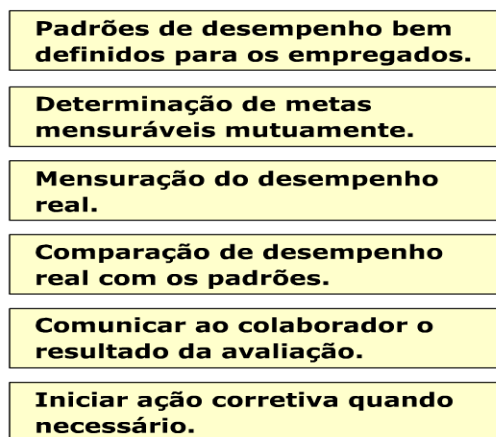 Padrões de desempenho bem
definidos para os empregados.
Determinação de metas
mensuráveis mutuamente.
Mensuração do desempenho
real.
Comparação de desempenho
real com os padrões.
Comunicar ao colaborador o
resultado da avaliação.
Iniciar ação corretiva quando
necessário.